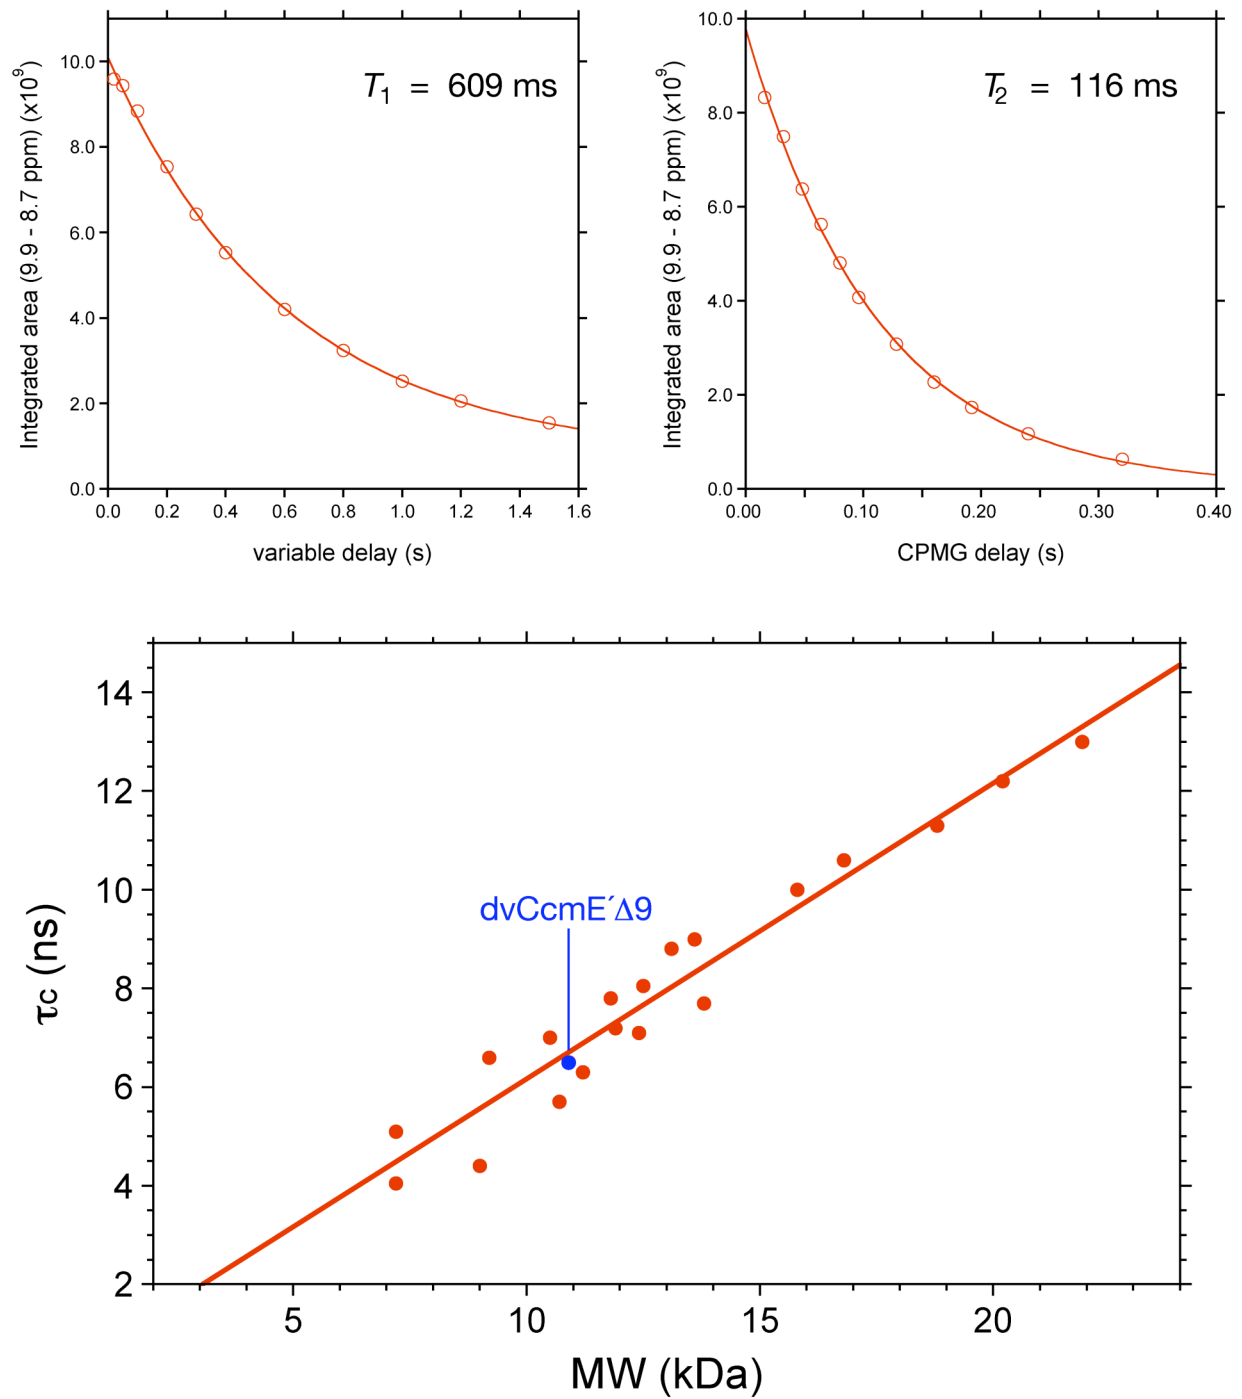 Integrated area (9.9 - 8.7 ppm) (x10⁹)
10.0
8.0
6.0
4.0
2.0
0.0
T₁ = 609 ms
0.0 0.2 0.4 0.6 0.8 1.0 1.2 1.4 1.6
variable delay (s)
Integrated area (9.9 - 8.7 ppm) (x10⁹)
10.0
8.0
6.0
4.0
2.0
0.0
T₂ = 116 ms
0.00 0.10 0.20 0.30 0.40
CPMG delay (s)
τc (ns)
14
12
10
8
6
4
2
dvCcmE´Δ9
5 10 15 20
MW (kDa)